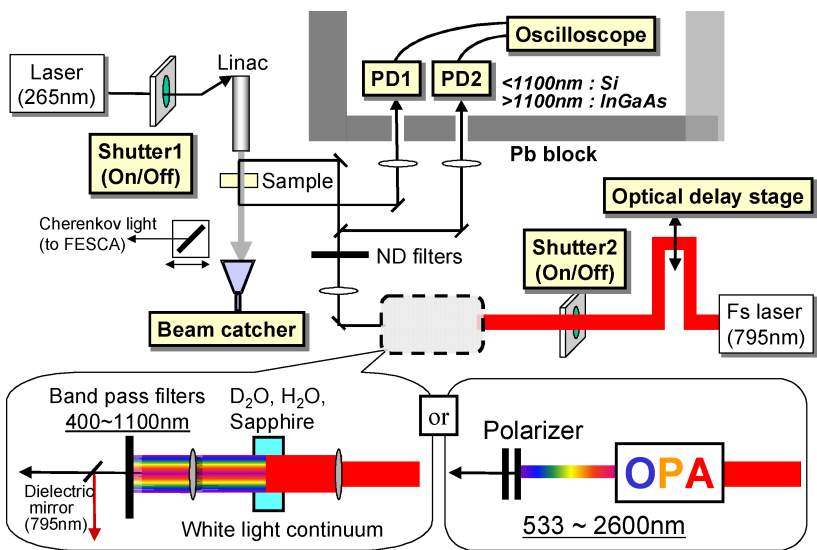 Laser
(265nm)
Linac
Shutter1
(On/Off)
Sample
Cherenkov light
(to FESCA)
Beam catcher
Oscilloscope
PD1
PD2
<1100nm : Si
>1100nm : InGaAs
Pb block
Optical delay stage
Shutter2
(On/Off)
ND filters
Fs laser
(795nm)
Band pass filters
400~1100nm
D2O, H2O,
Sapphire
Dielectric
mirror
(795nm)
White light continuum
or
Polarizer
OPA
533 ~ 2600nm